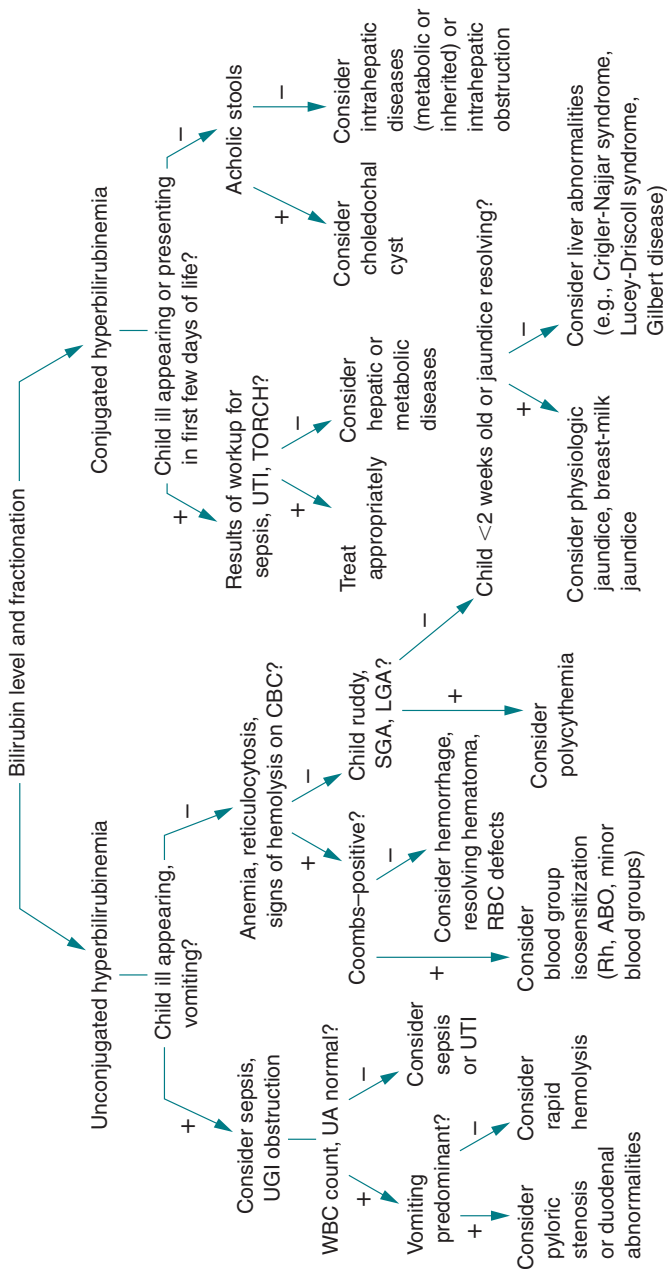 Bilirubin level and fractionation
Unconjugated hyperbilirubinemia
Child ill appearing,
vomiting?
+
Consider sepsis,
UGI obstruction
WBC count, UA normal?
+
Vomiting
predominant?
+
Consider
pyloric
stenosis
or duodenal
abnormalities
−
Consider
rapid
hemolysis
−
Consider
sepsis
or UTI
−
Anemia, reticulocytosis,
signs of hemolysis on CBC?
+
Coombs–positive?
+
Consider
blood group
isosensitization
(Rh, ABO, minor
blood groups)
−
Consider hemorrhage,
resolving hematoma,
RBC defects
−
Child ruddy,
SGA, LGA?
+
Consider
polycythemia
−
Child <2 weeks old or jaundice resolving?
+
Consider physiologic
jaundice, breast-milk
jaundice
−
Consider liver abnormalities
(e.g., Crigler-Najjar syndrome,
Lucey-Driscoll syndrome,
Gilbert disease)
Conjugated hyperbilirubinemia
Child ill appearing or presenting
in first few days of life?
+
Results of workup for
sepsis, UTI, TORCH?
+
Treat
appropriately
−
Consider
hepatic or
metabolic
diseases
−
Acholic stools
+
Consider
choledochal
cyst
−
Consider
intrahepatic
diseases
(metabolic or
inherited) or
intrahepatic
obstruction